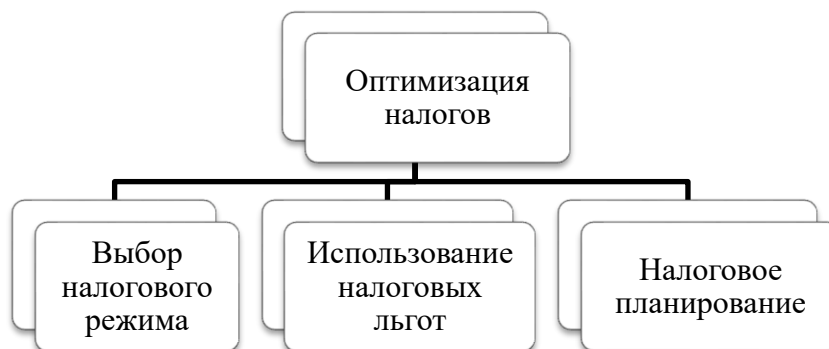 Оптимизация
налогов
Выбор
налогового
режима
Использование
налоговых
льгот
Налоговое
планирование